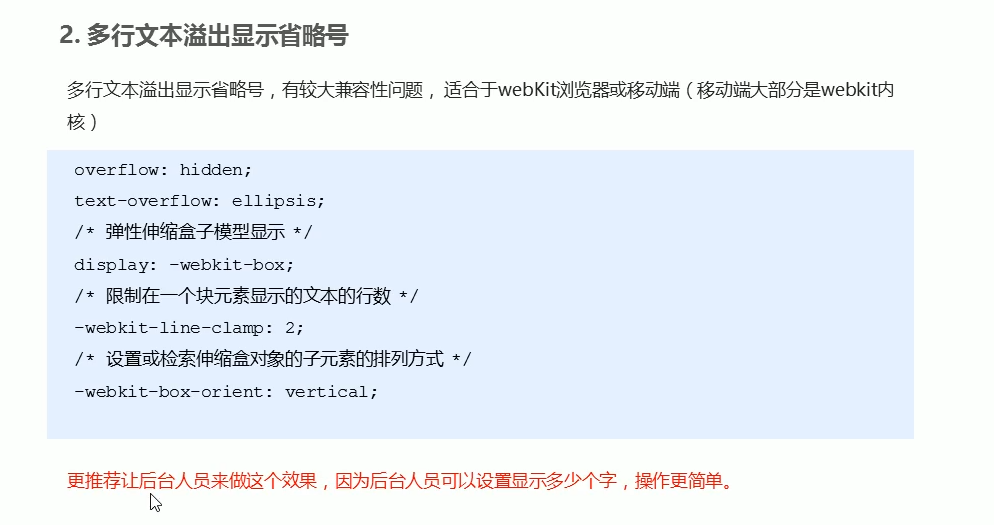 2. 多行文本溢出显示省略号
多行文本溢出显示省略号，有较大兼容性问题， 适合于webKit浏览器或移动端（移动端大部分是webkit内
核）
overflow: hidden;
text-overflow: ellipsis;
/* 弹性伸缩盒子模型显示 */
display: -webkit-box;
/* 限制在一个块元素显示的文本的行数 */
-webkit-line-clamp: 2;
/* 设置或检索伸缩盒对象的子元素的排列方式 */
-webkit-box-orient: vertical;
更推荐让后台人员来做这个效果，因为后台人员可以设置显示多少个字，操作更简单。